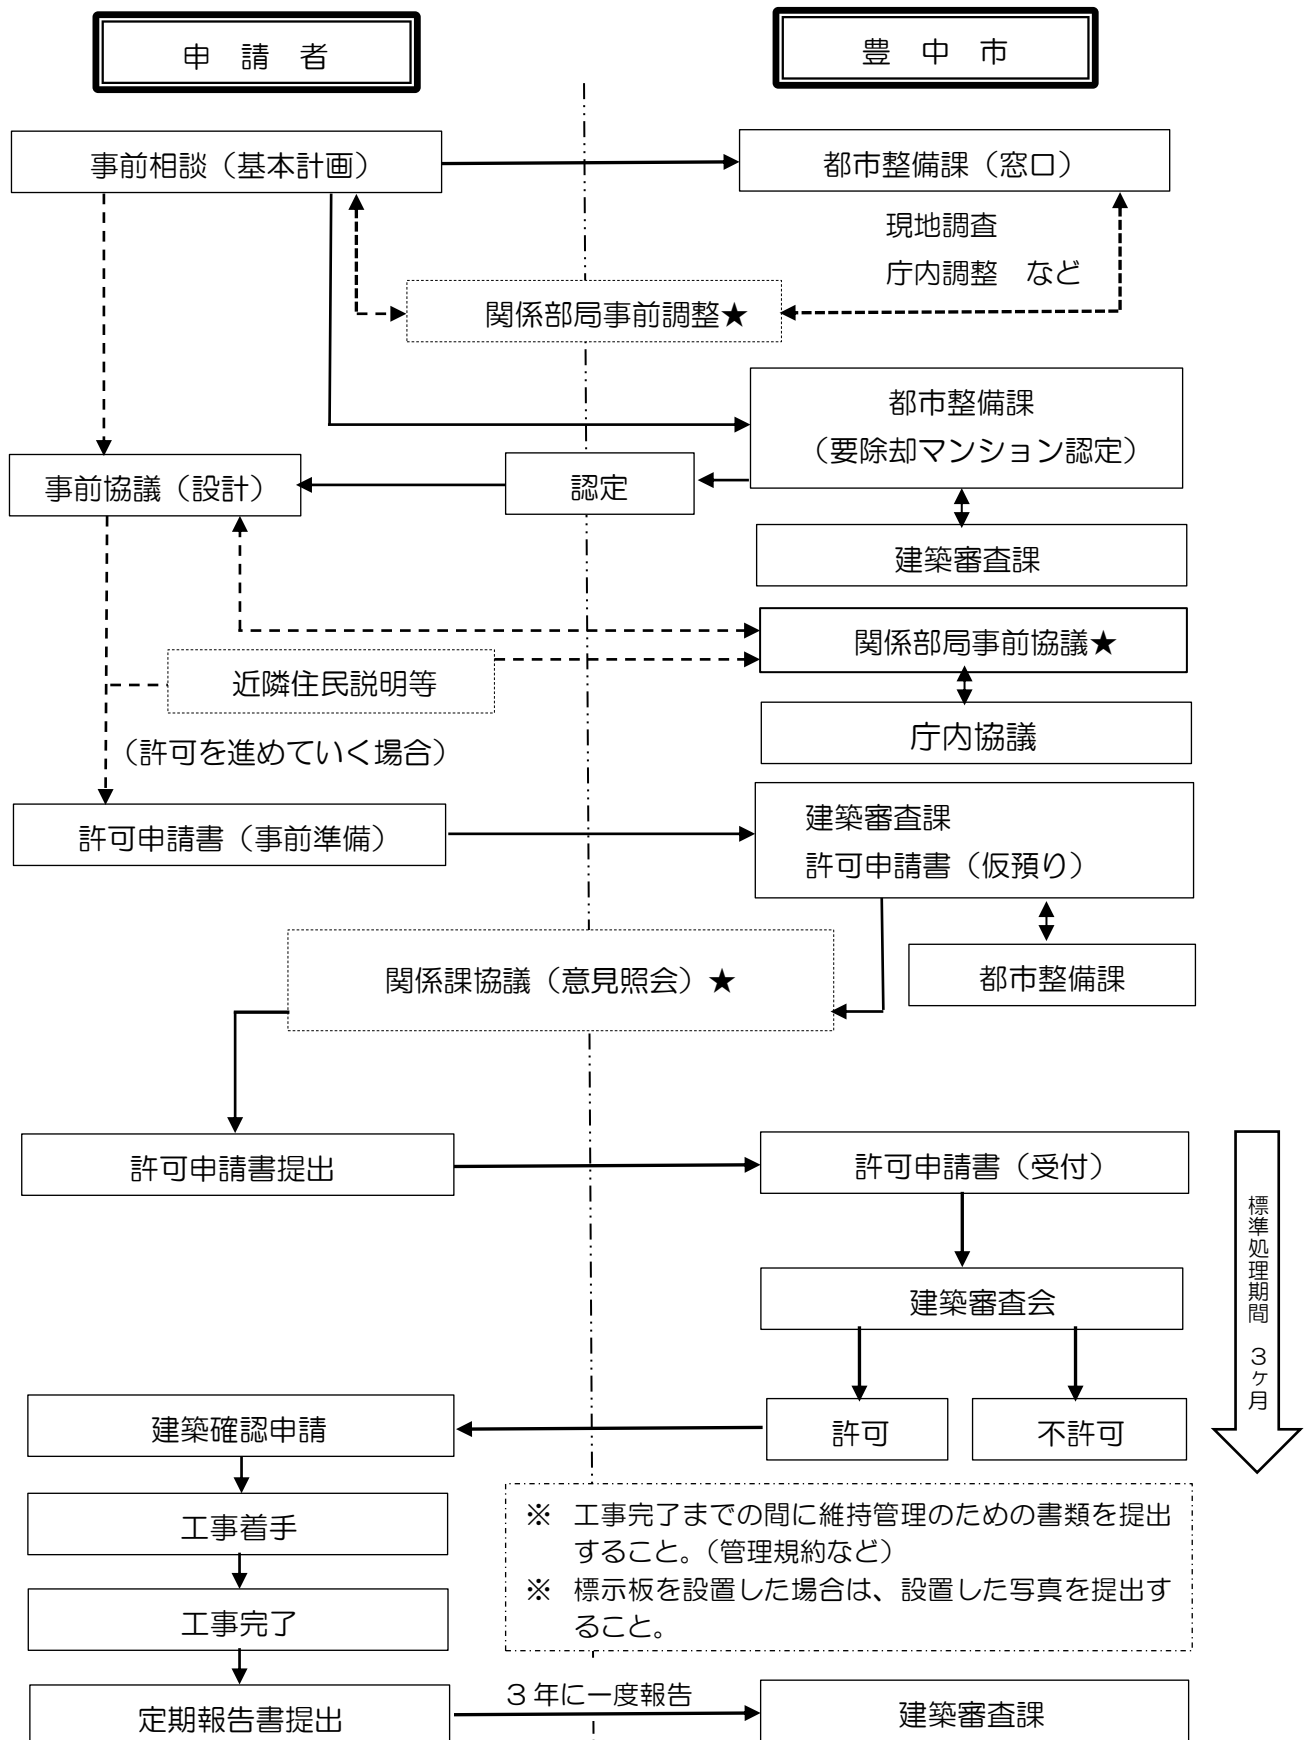 申 請 者
豊 中 市
事前相談（基本計画）
都市整備課（窓口）
現地調査
庁内調整　など
関係部局事前調整★
都市整備課
（要除却マンション認定）
事前協議（設計）
認定
建築審査課
関係部局事前協議★
近隣住民説明等
庁内協議
（許可を進めていく場合）
許可申請書（事前準備）
建築審査課
許可申請書（仮預り）
関係課協議（意見照会）★
都市整備課
許可申請書提出
許可申請書（受付）
標準処理期間　３ヶ月
建築審査会
建築確認申請
許可
不許可
工事着手
※　工事完了までの間に維持管理のための書類を提出
すること。（管理規約など）
※　標示板を設置した場合は、設置した写真を提出す
ること。
工事完了
３年に一度報告
定期報告書提出
建築審査課